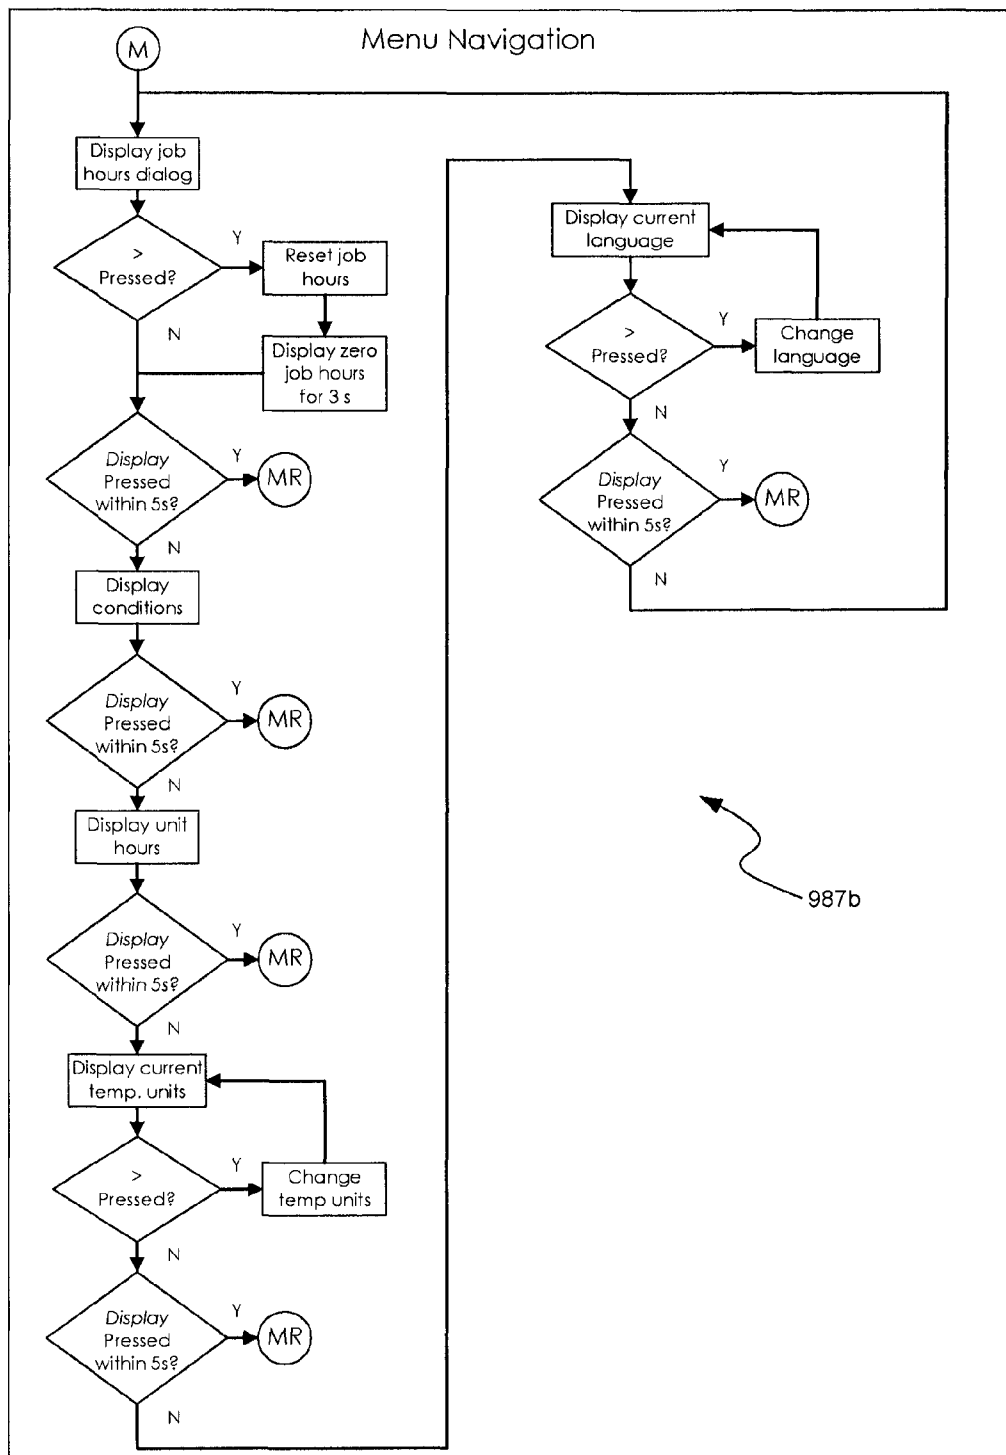 Menu Navigation
M
Display job
hours dialog
>
Pressed?
Y
Reset job
hours
N
Display zero
job hours
for 3 s
Display
Pressed
within 5s?
Y
MR
N
Display
conditions
Display
Pressed
within 5s?
Y
MR
N
Display unit
hours
Display
Pressed
within 5s?
Y
MR
N
Display current
temp. units
>
Pressed?
Y
Change
temp units
N
Display
Pressed
within 5s?
Y
MR
N
Display current
language
>
Pressed?
Y
Change
language
N
Display
Pressed
within 5s?
Y
MR
N
987b